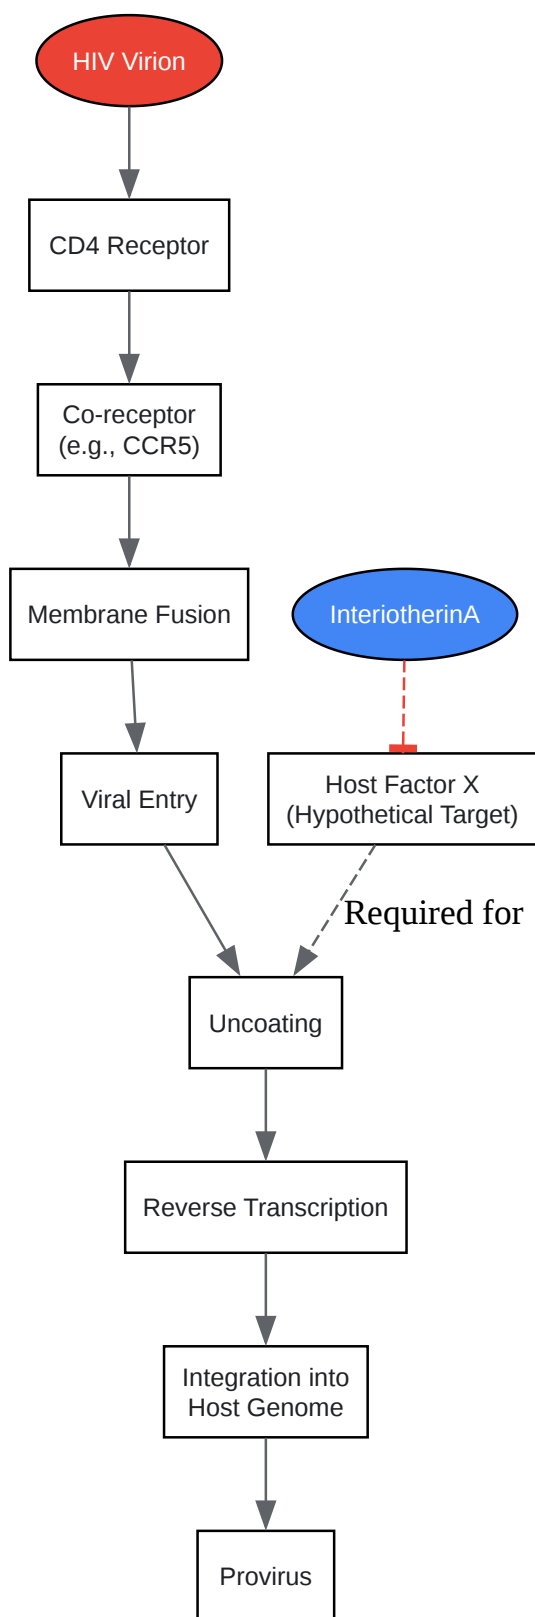 HIV Virion
CD4 Receptor
Co-receptor
(e.g., CCR5)
Membrane Fusion
InteriotherinA
Viral Entry
Host Factor X
(Hypothetical Target)
Required for
Uncoating
Reverse Transcription
Integration into
Host Genome
Provirus